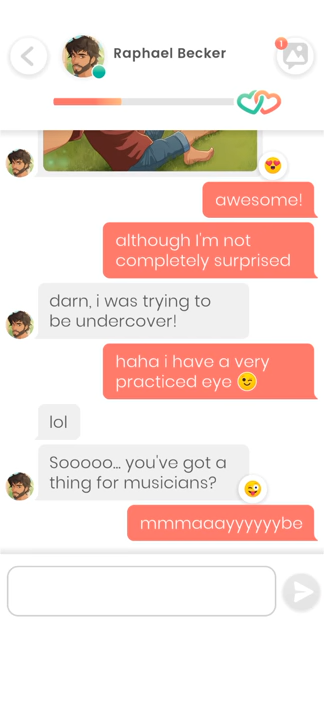 Raphael Becker
1
awesome!
although I'm not
completely surprised
darn, i was trying to
be undercover!
haha i have a very
practiced eye 😉
lol
Sooooo... you've got a
thing for musicians?
mmmaaayyyyyybe